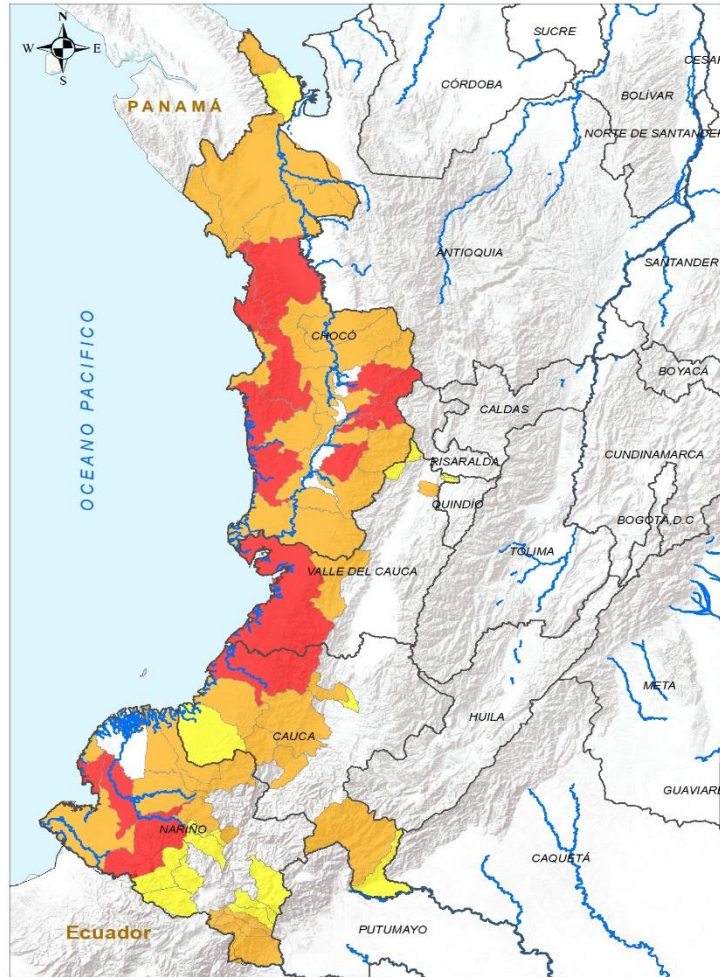 N
W E
S
SUCRE
CESAR
CÓRDOBA
BOLÍVAR
PANAMÁ
NORTE DE SANTANDER
ANTIOQUIA
SANTANDER
OCEANO PACIFICO
CHOCÓ
BOYACÁ
CALDAS
CUNDINAMARCA
RISARALDA
QUINDÍO
BOGOTÁ, D.C
TOLIMA
VALLE DEL CAUCA
META
HUILA
CAUCA
GUAVIARE
NARIÑO
CAQUETÁ
Ecuador
PUTUMAYO